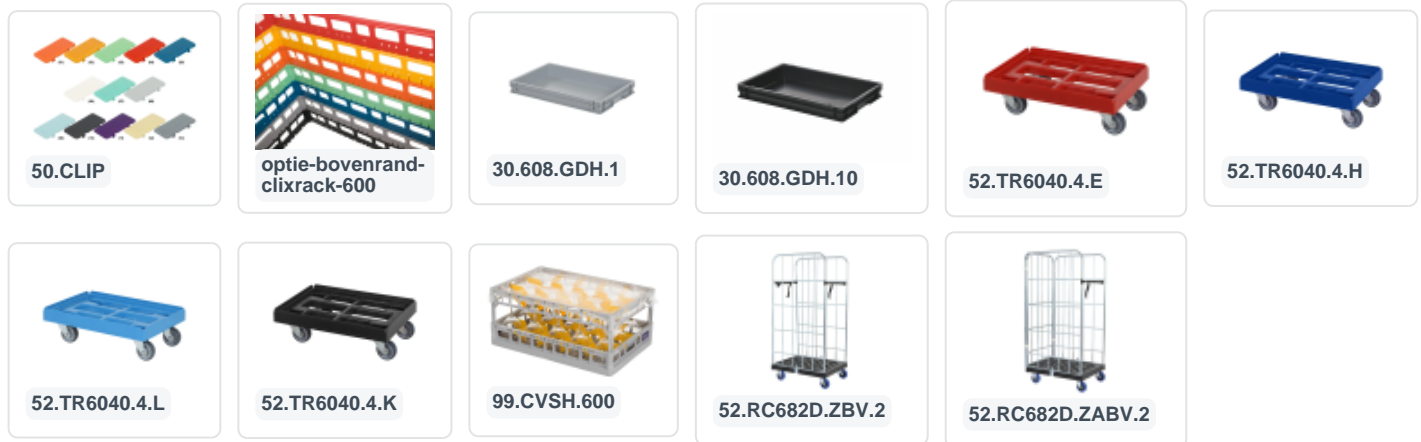 50.CLIP
optie-bovenrand-
clixrack-600
30.608.GDH.1
30.608.GDH.10
52.TR6040.4.E
52.TR6040.4.H
52.TR6040.4.L
52.TR6040.4.K
99.CVSH.600
52.RC682D.ZBV.2
52.RC682D.ZABV.2